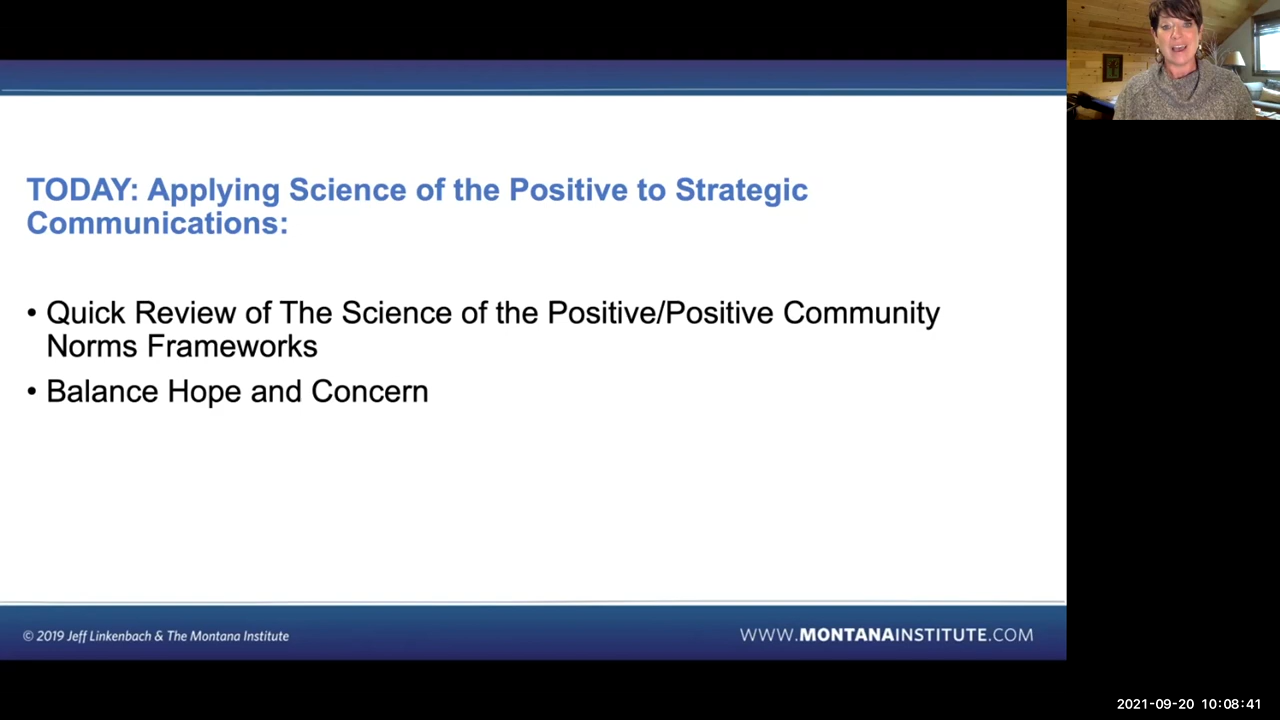 TODAY: Applying Science of the Positive to Strategic
Communications:
• Quick Review of The Science of the Positive/Positive Community
Norms Frameworks
• Balance Hope and Concern
© 2019 Jeff Linkenbach & The Montana Institute
WWW.MONTANAINSTITUTE.COM
2021-09-20 10:08:41